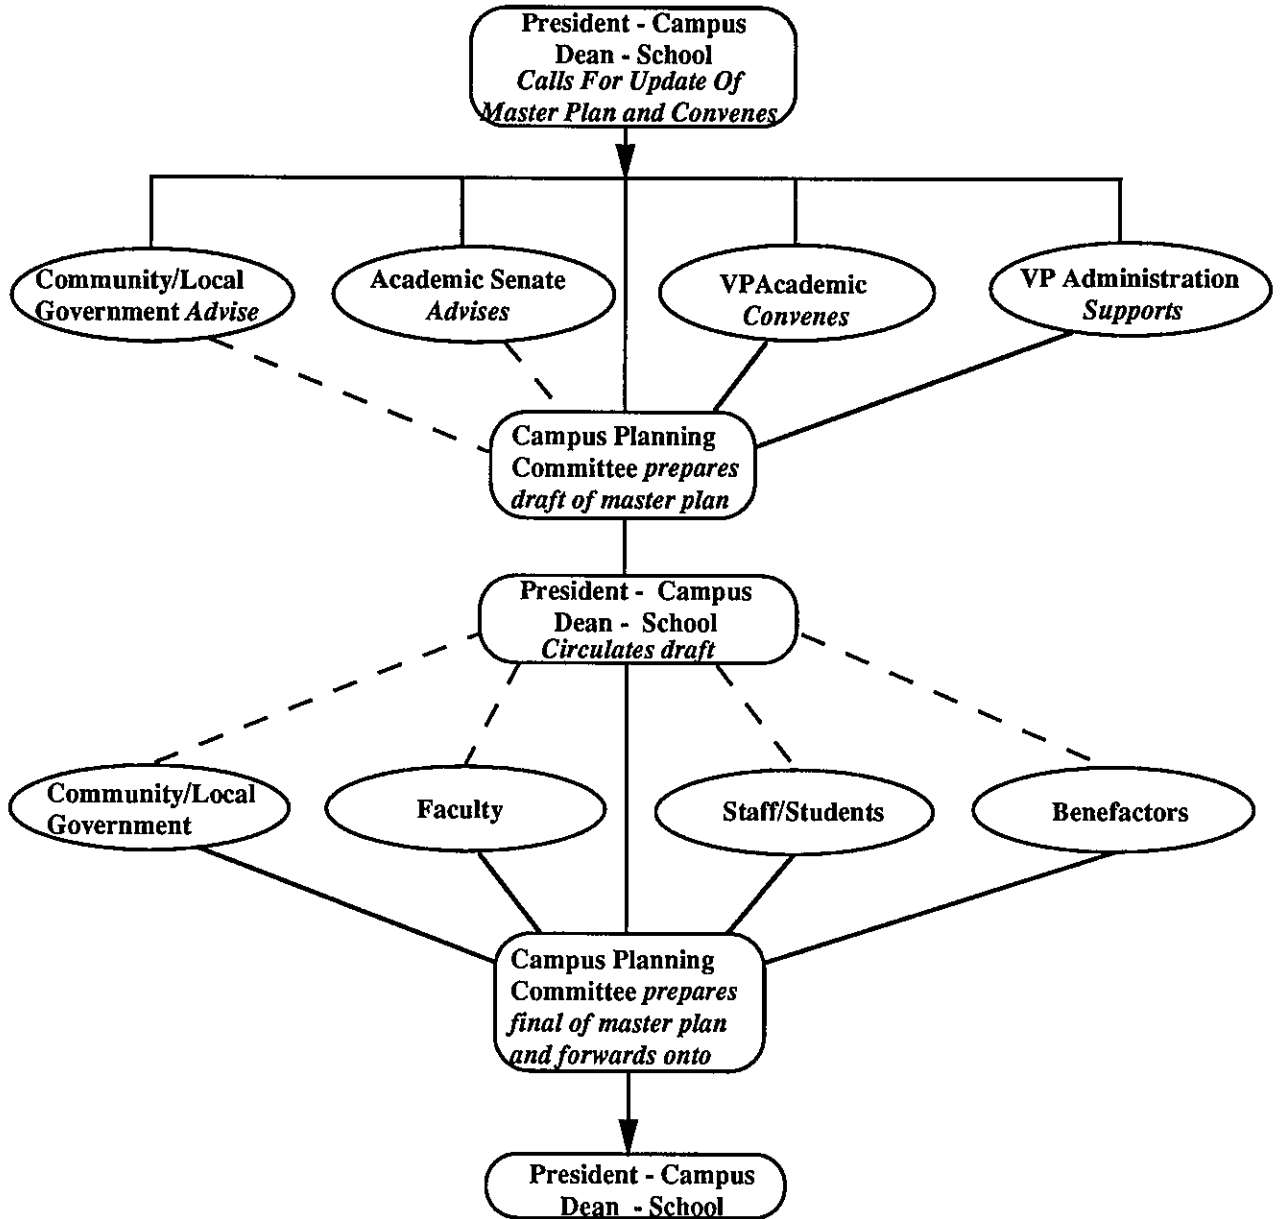 President - Campus
Dean - School
Calls For Update Of
Master Plan and Convenes
Community/Local
Government Advise
Academic Senate
Advises
VPAcademic
Convenes
VP Administration
Supports
Campus Planning
Committee prepares
draft of master plan
President - Campus
Dean - School
Circulates draft
Community/Local
Government
Faculty
Staff/Students
Benefactors
Campus Planning
Committee prepares
final of master plan
and forwards onto
President - Campus
Dean - School